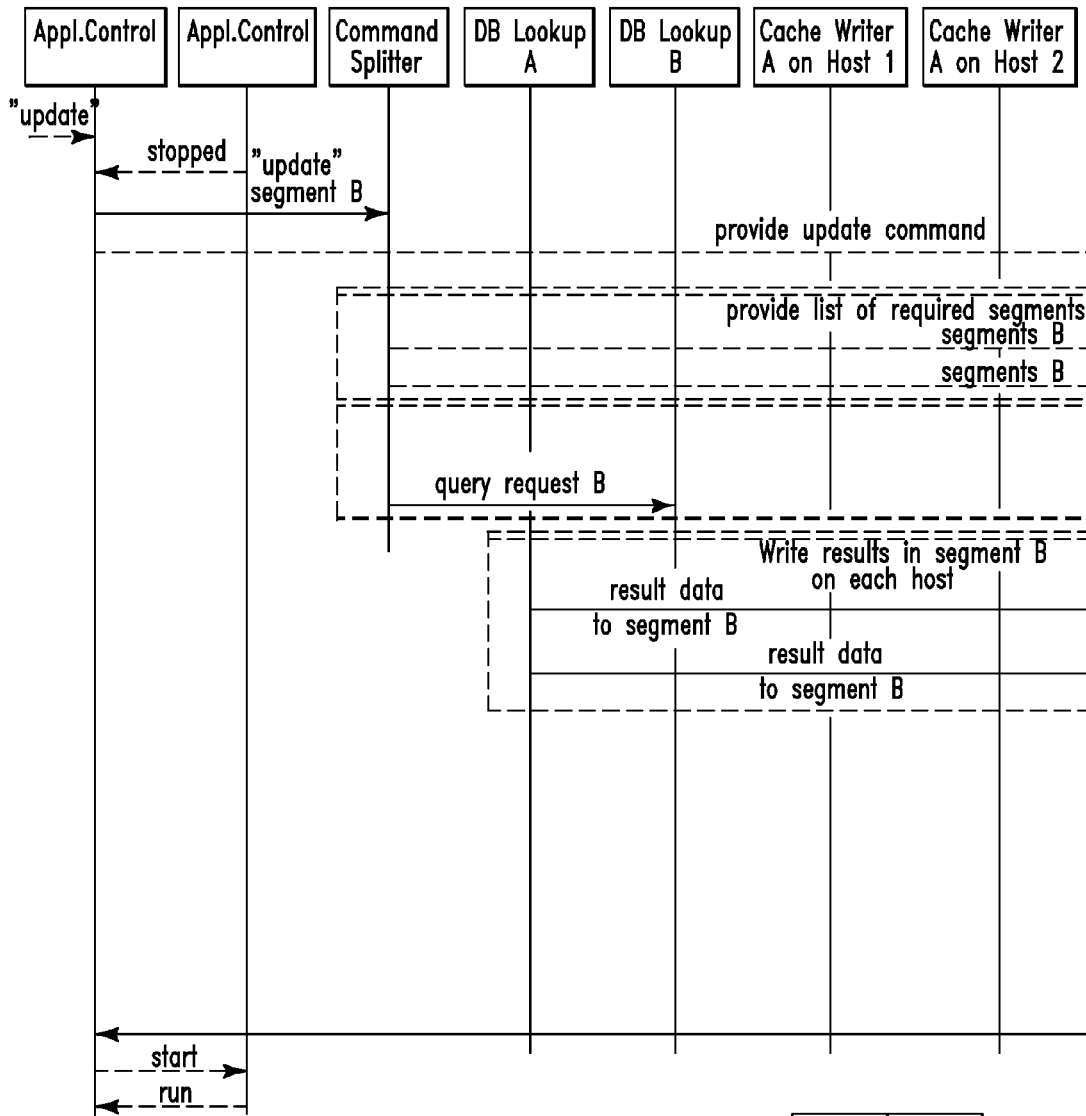 Appl.Control
Appl.Control
Command
Splitter
DB Lookup
A
DB Lookup
B
Cache Writer
A on Host 1
Cache Writer
A on Host 2
"update"
stopped
"update"
segment B
provide update command
provide list of required segments
segments B
segments B
query request B
Write results in segment B
on each host
result data
to segment B
result data
to segment B
start
run